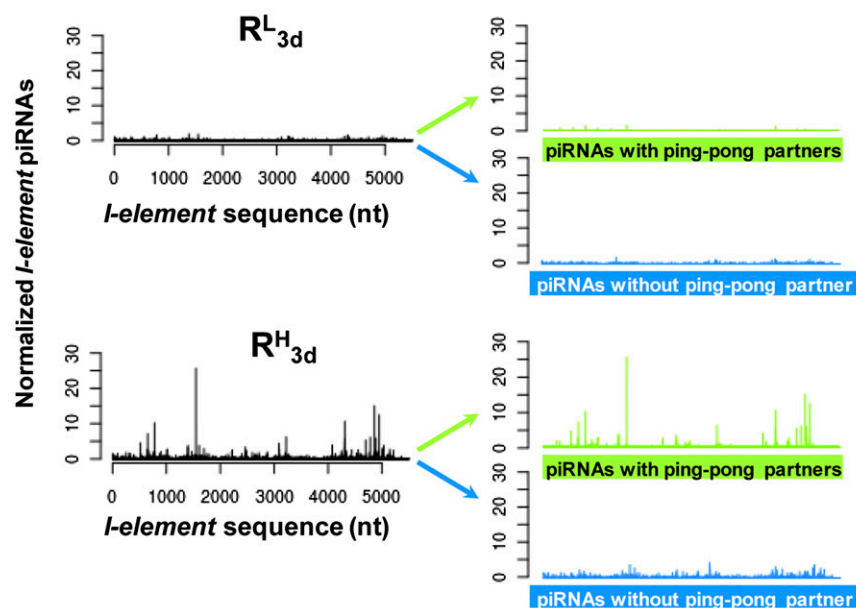 Normalized I-element piRNAs
R^L_3d
30
20
10
0
0 1000 2000 3000 4000 5000
I-element sequence (nt)
30
20
10
0
piRNAs with ping-pong partners
30
20
10
0
piRNAs without ping-pong partner
R^H_3d
30
20
10
0
0 1000 2000 3000 4000 5000
I-element sequence (nt)
30
20
10
0
piRNAs with ping-pong partners
30
20
10
0
piRNAs without ping-pong partner